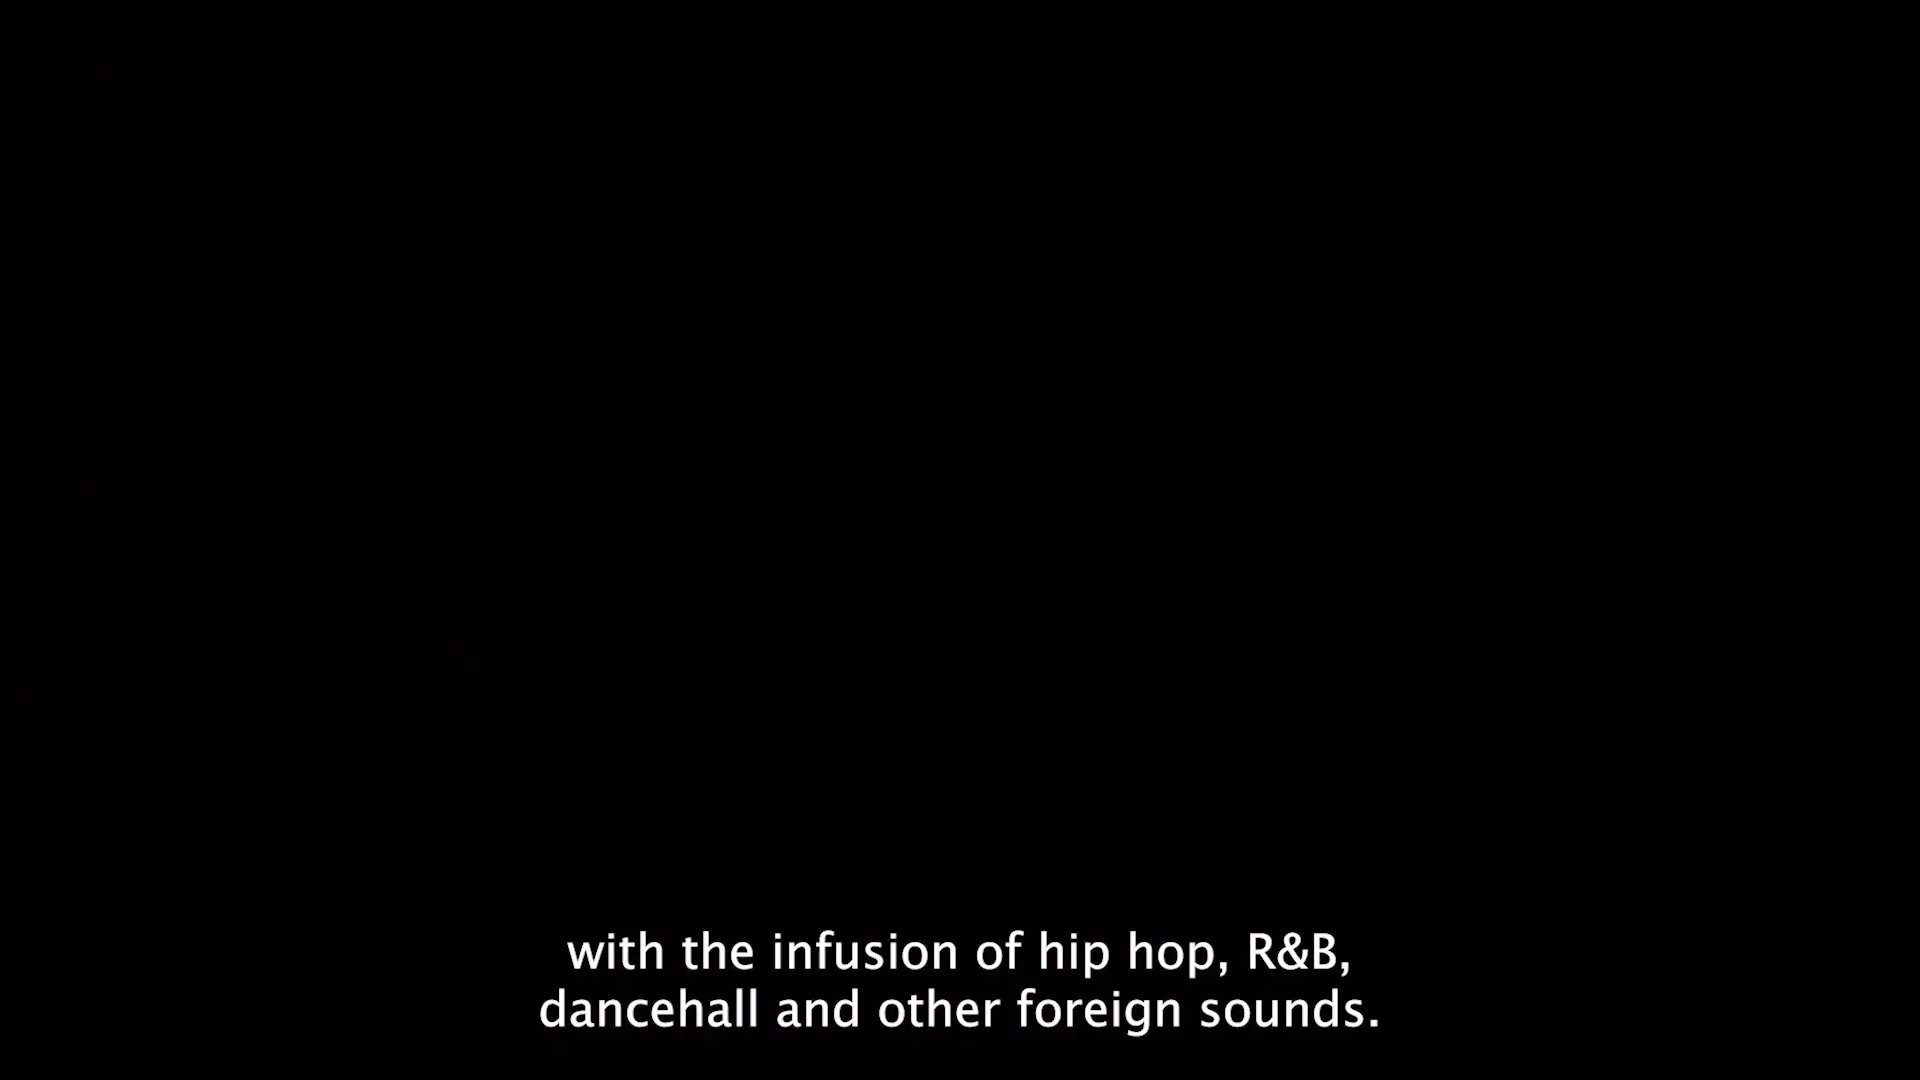 with the infusion of hip hop, R&B,
dancehall and other foreign sounds.